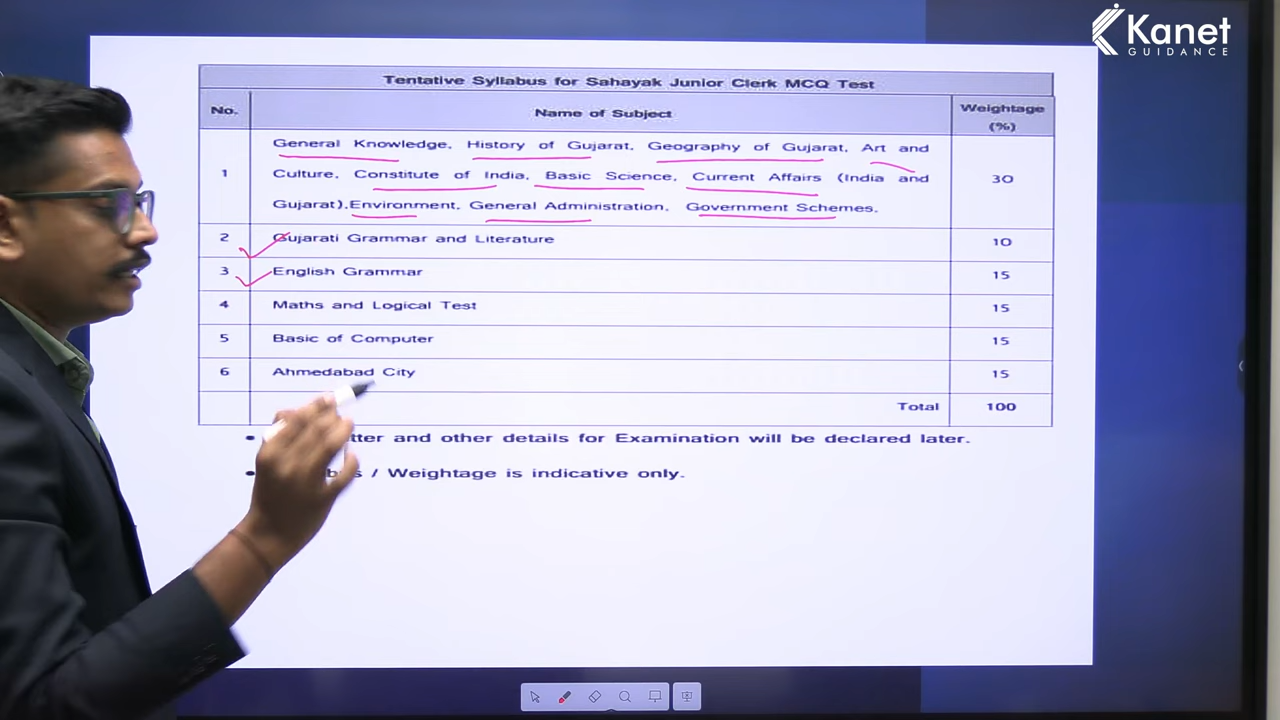 Kanet
GUIDANCE
Tentative Syllabus for Sahayak Junior Clerk MCQ Test
No. Name of Subject Weightage (%)
1 General Knowledge, History of Gujarat, Geography of Gujarat, Art and
Culture, Constitute of India, Basic Science, Current Affairs (India and
Gujarat),Environment, General Administration, Government Schemes. 30
2 Gujarati Grammar and Literature 10
3 English Grammar 15
4 Maths and Logical Test 15
5 Basic of Computer 15
6 Ahmedabad City 15
Total 100
and other details for Examination will be declared later.
/ Weightage is indicative only.